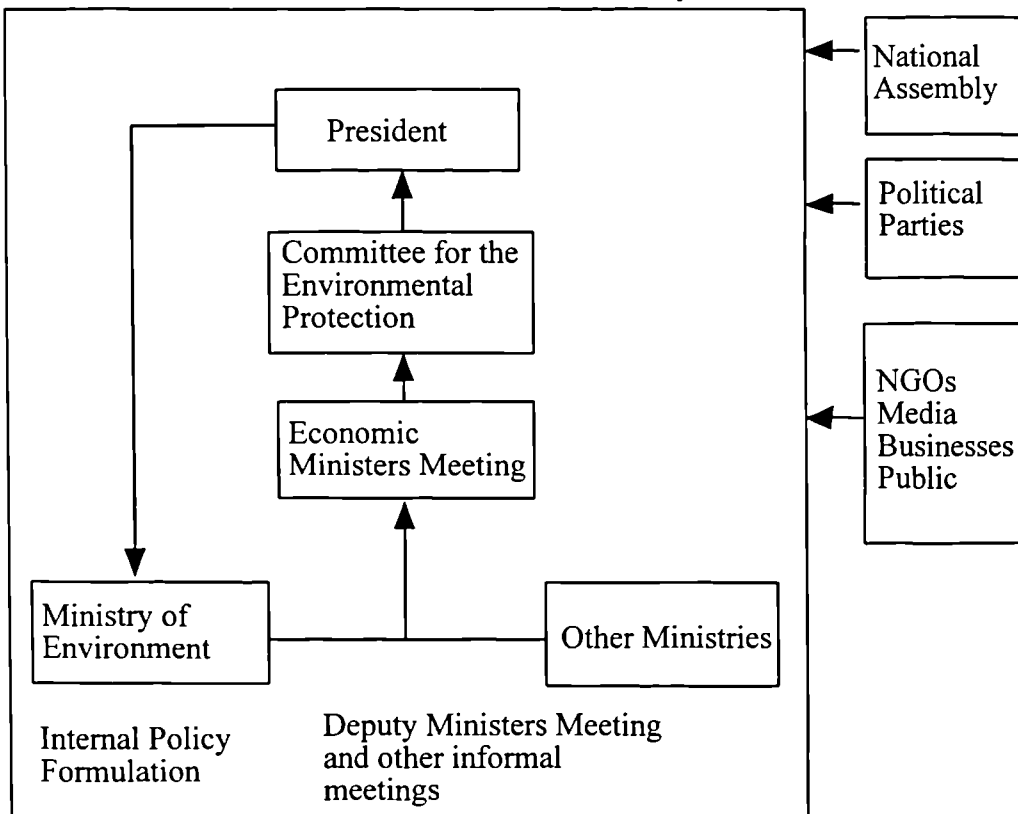 President
Committee for the
Environmental
Protection
Economic
Ministers Meeting
Ministry of
Environment
Other Ministries
Internal Policy
Formulation
Deputy Ministers Meeting
and other informal
meetings
National
Assembly
Political
Parties
NGOs
Media
Businesses
Public